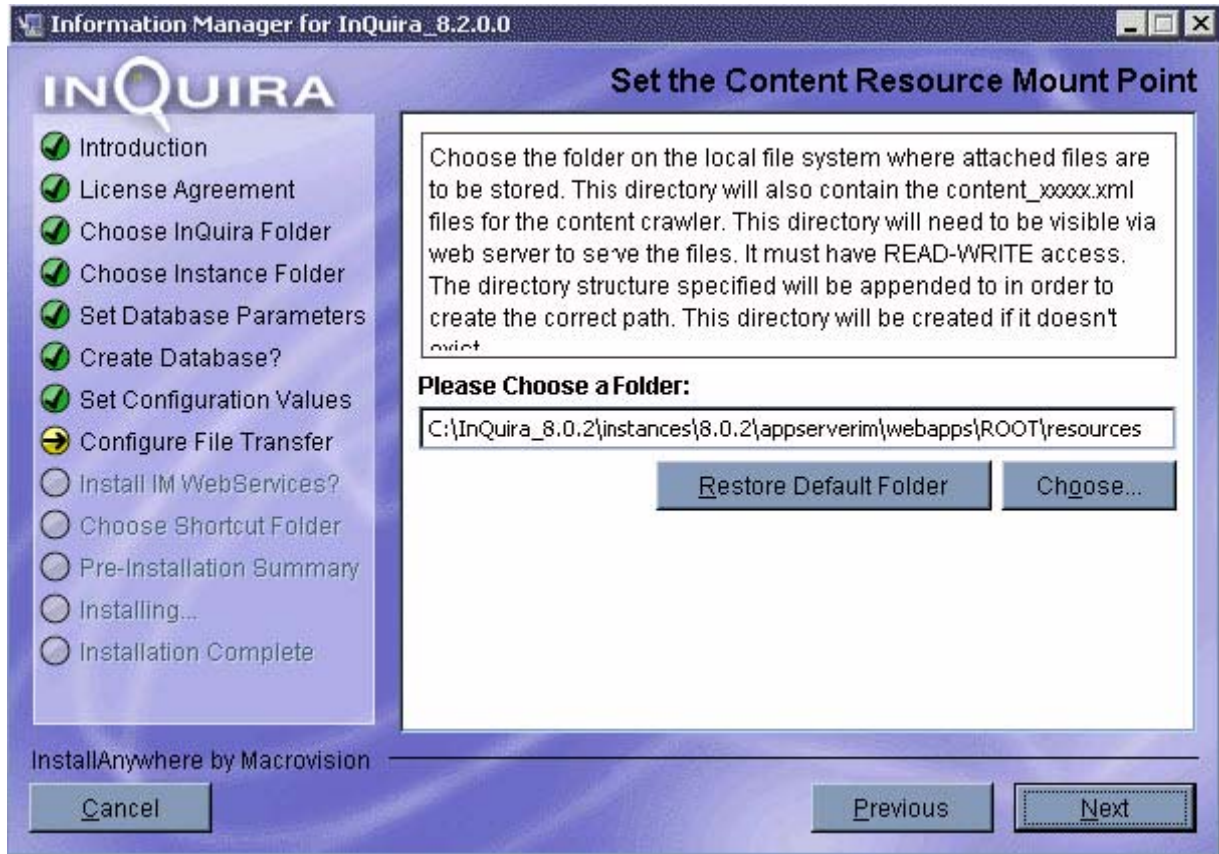 Information Manager for InQuira_8.2.0.0
INQUIRA
Set the Content Resource Mount Point
Introduction
License Agreement
Choose InQuira Folder
Choose Instance Folder
Set Database Parameters
Create Database?
Set Configuration Values
Configure File Transfer
Install IM WebServices?
Choose Shortcut Folder
Pre-Installation Summary
Installing...
Installation Complete
Choose the folder on the local file system where attached files are
to be stored. This directory will also contain the content_xxxxx.xml
files for the content crawler. This directory will need to be visible via
web server to serve the files. It must have READ-WRITE access.
The directory structure specified will be appended to in order to
create the correct path. This directory will be created if it doesn't
exist.
Please Choose a Folder:
C:\InQuira_8.0.2\instances\8.0.2\appserverim\webapps\ROOT\resources
Restore Default Folder
Choose...
InstallAnywhere by Macrovision
Cancel
Previous
Next